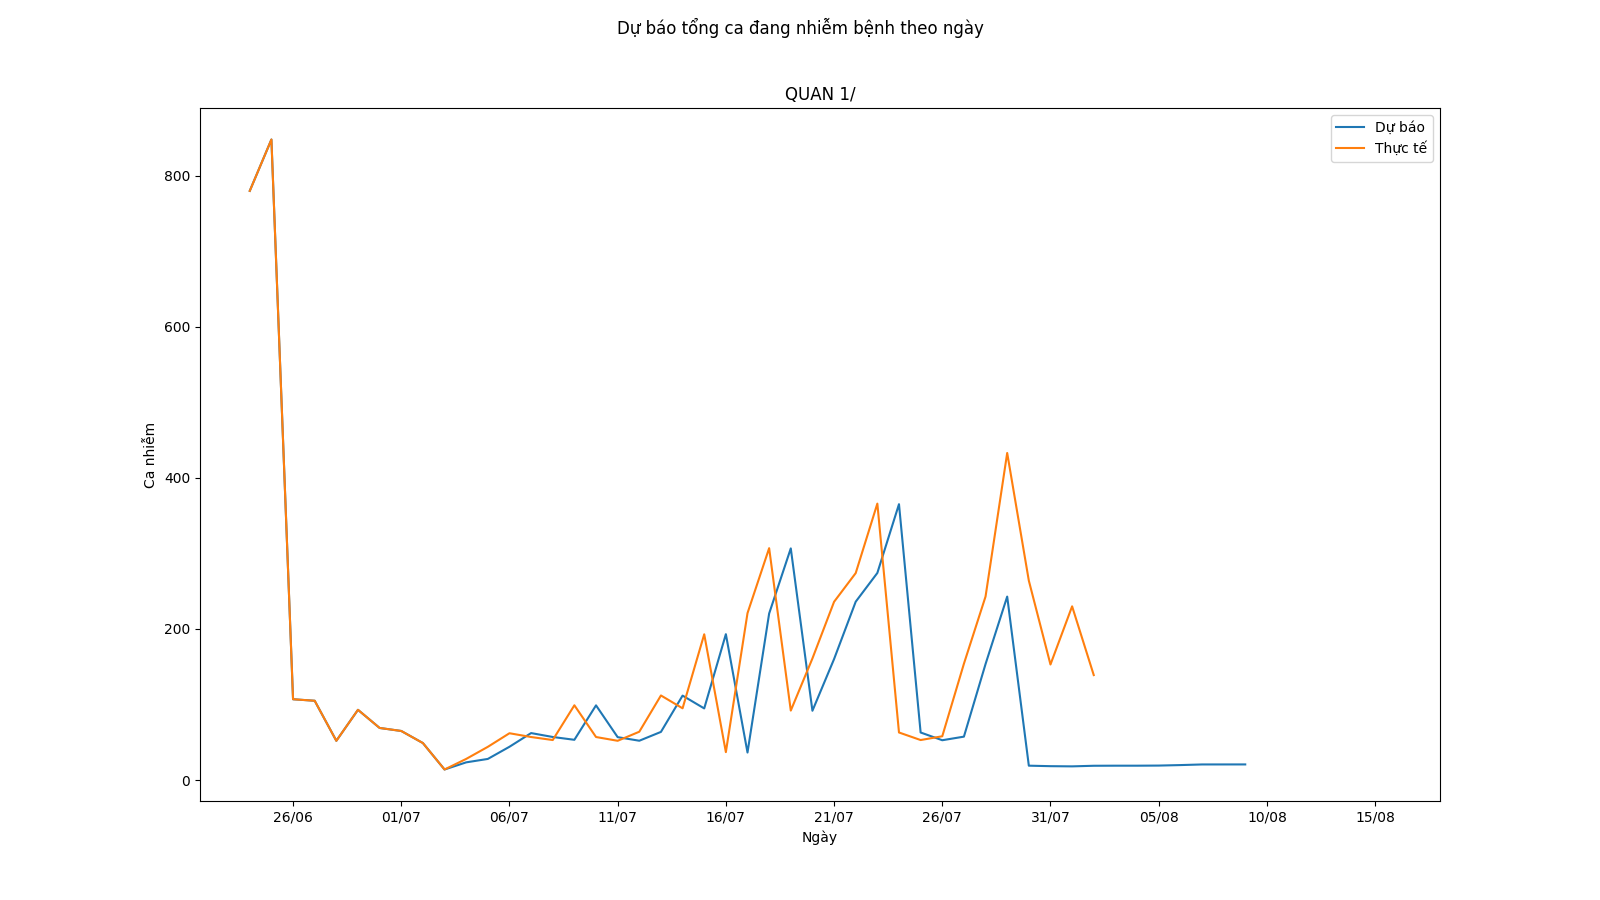 Dự báo tổng ca đang nhiễm bệnh theo ngày
QUAN 1/
Dự báo
Thực tế
800
600
400
200
0
Ca nhiễm
26/06
01/07
06/07
11/07
16/07
21/07
26/07
31/07
05/08
10/08
15/08
Ngày